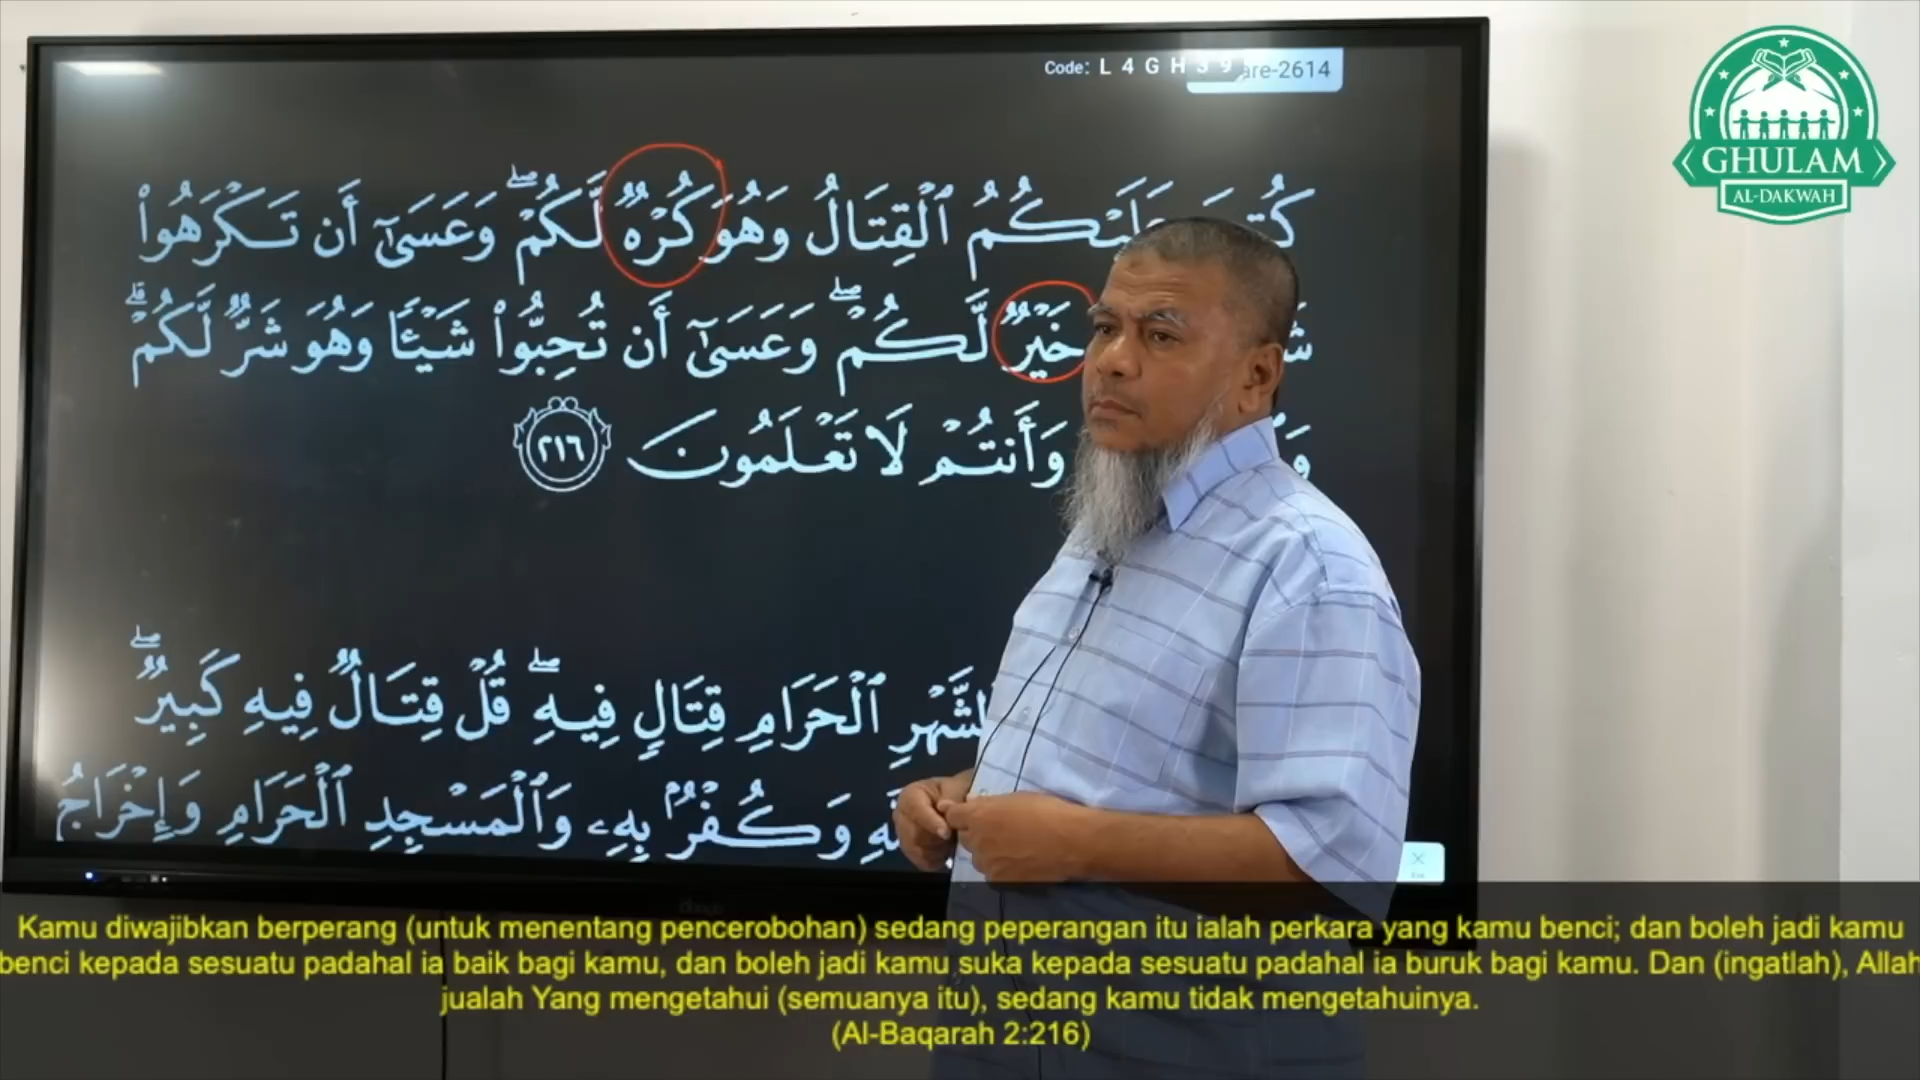 Code: L 4 G H 3 9
are-2614
GHULAM
AL-DAKWAH
عَلَيْكُمُ ٱلْقِتَالُ وَهُوَ كُرْهٌ لَّكُمْ ۖ وَعَسَىٰٓ أَن تَكْرَهُوا۟
خَيْرٌ لَّكُمْ ۖ وَعَسَىٰٓ أَن تُحِبُّوا۟ شَيْـًٔا وَهُوَ شَرٌّ لَّكُمْ ۗ
وَأَنتُمْ لَا تَعْلَمُونَ ٢١٦
ٱلشَّهْرِ ٱلْحَرَامِ قِتَالٍ فِيهِ ۖ قُلْ قِتَالٌ فِيهِ كَبِيرٌ ۖ
وَكُفْرٌۢ بِهِۦ وَٱلْمَسْجِدِ ٱلْحَرَامِ وَإِخْرَاجُ
Kamu diwajibkan berperang (untuk menentang pencerobohan) sedang peperangan itu ialah perkara yang kamu benci; dan boleh jadi kamu
benci kepada sesuatu padahal ia baik bagi kamu, dan boleh jadi kamu suka kepada sesuatu padahal ia buruk bagi kamu. Dan (ingatlah), Allah
jualah Yang mengetahui (semuanya itu), sedang kamu tidak mengetahuinya.
(Al-Baqarah 2:216)